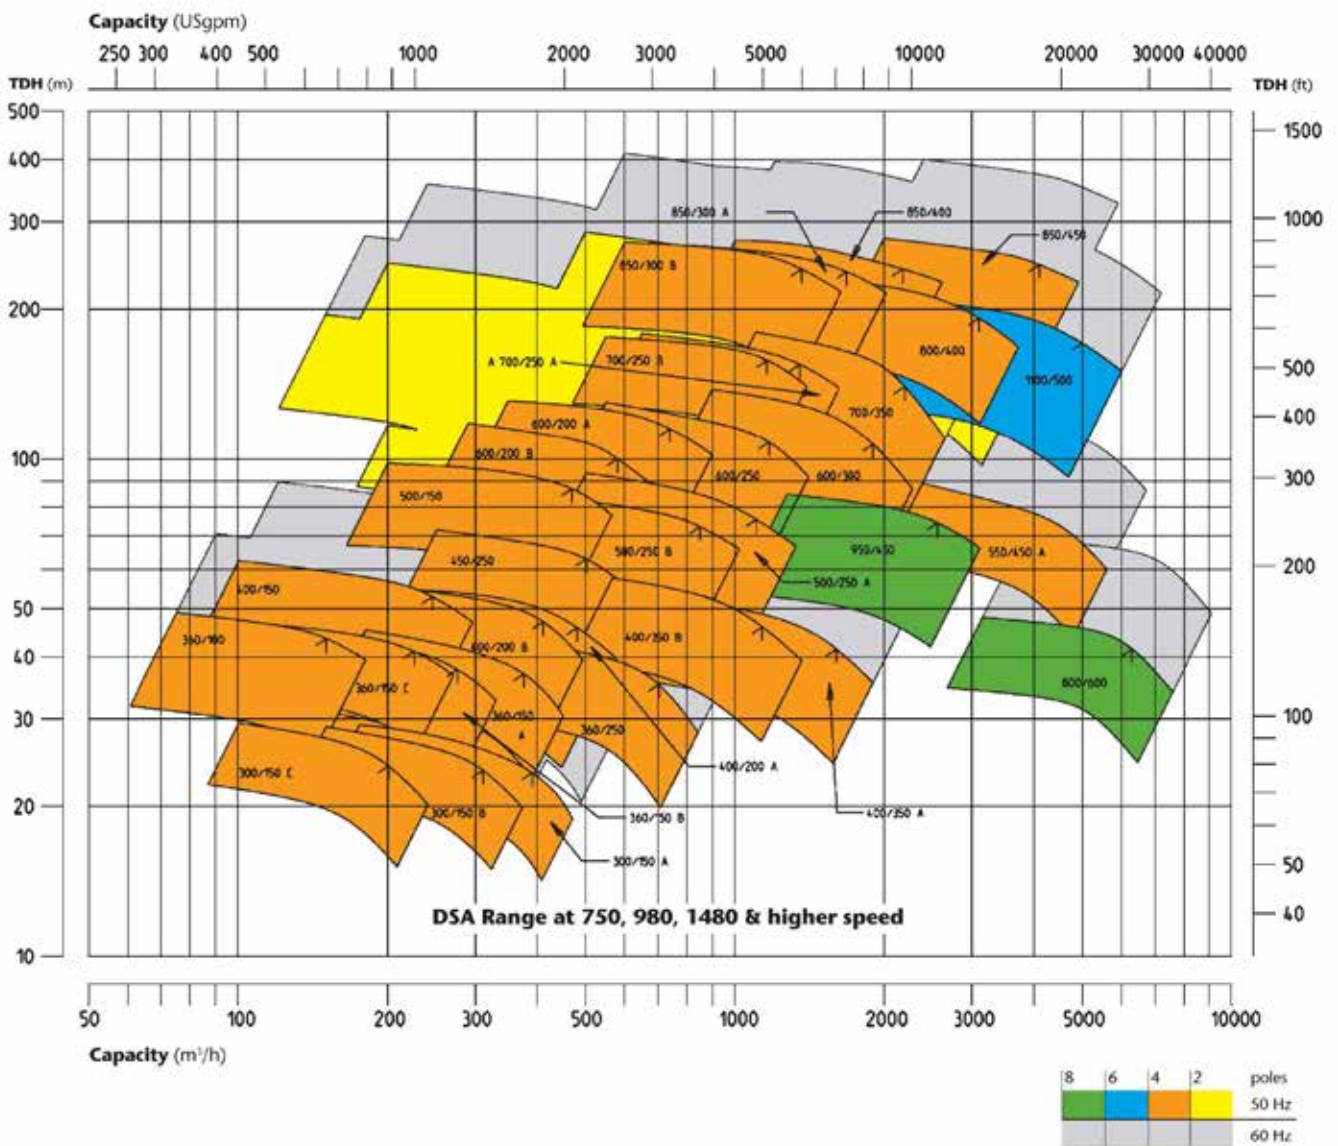 Capacity (USgpm)
250 300 400 500 1000 2000 3000 5000 10000 20000 30000 40000
TDH (m)
TDH (ft)
500
400
300
200
100
50
40
30
20
10
1500
1000
500
400
300
200
100
50
40
850/300 A
850/400
850/450
850/300 B
A 700/250 A
700/250 B
800/400
1100/500
700/350
600/200 A
600/200 B
600/250
600/300
500/150
450/250
500/250 B
950/450
550/450 A
500/250 A
400/150
360/100
400/200 B
400/350 B
360/150 C
360/150
A
360/250
800/600
400/200 A
300/150 C
300/150 B
360/150 B
400/350 A
300/150 A
DSA Range at 750, 980, 1480 & higher speed
50 100 200 300 500 1000 2000 3000 5000 10000
Capacity (m³/h)
8 6 4 2 poles
50 Hz
60 Hz